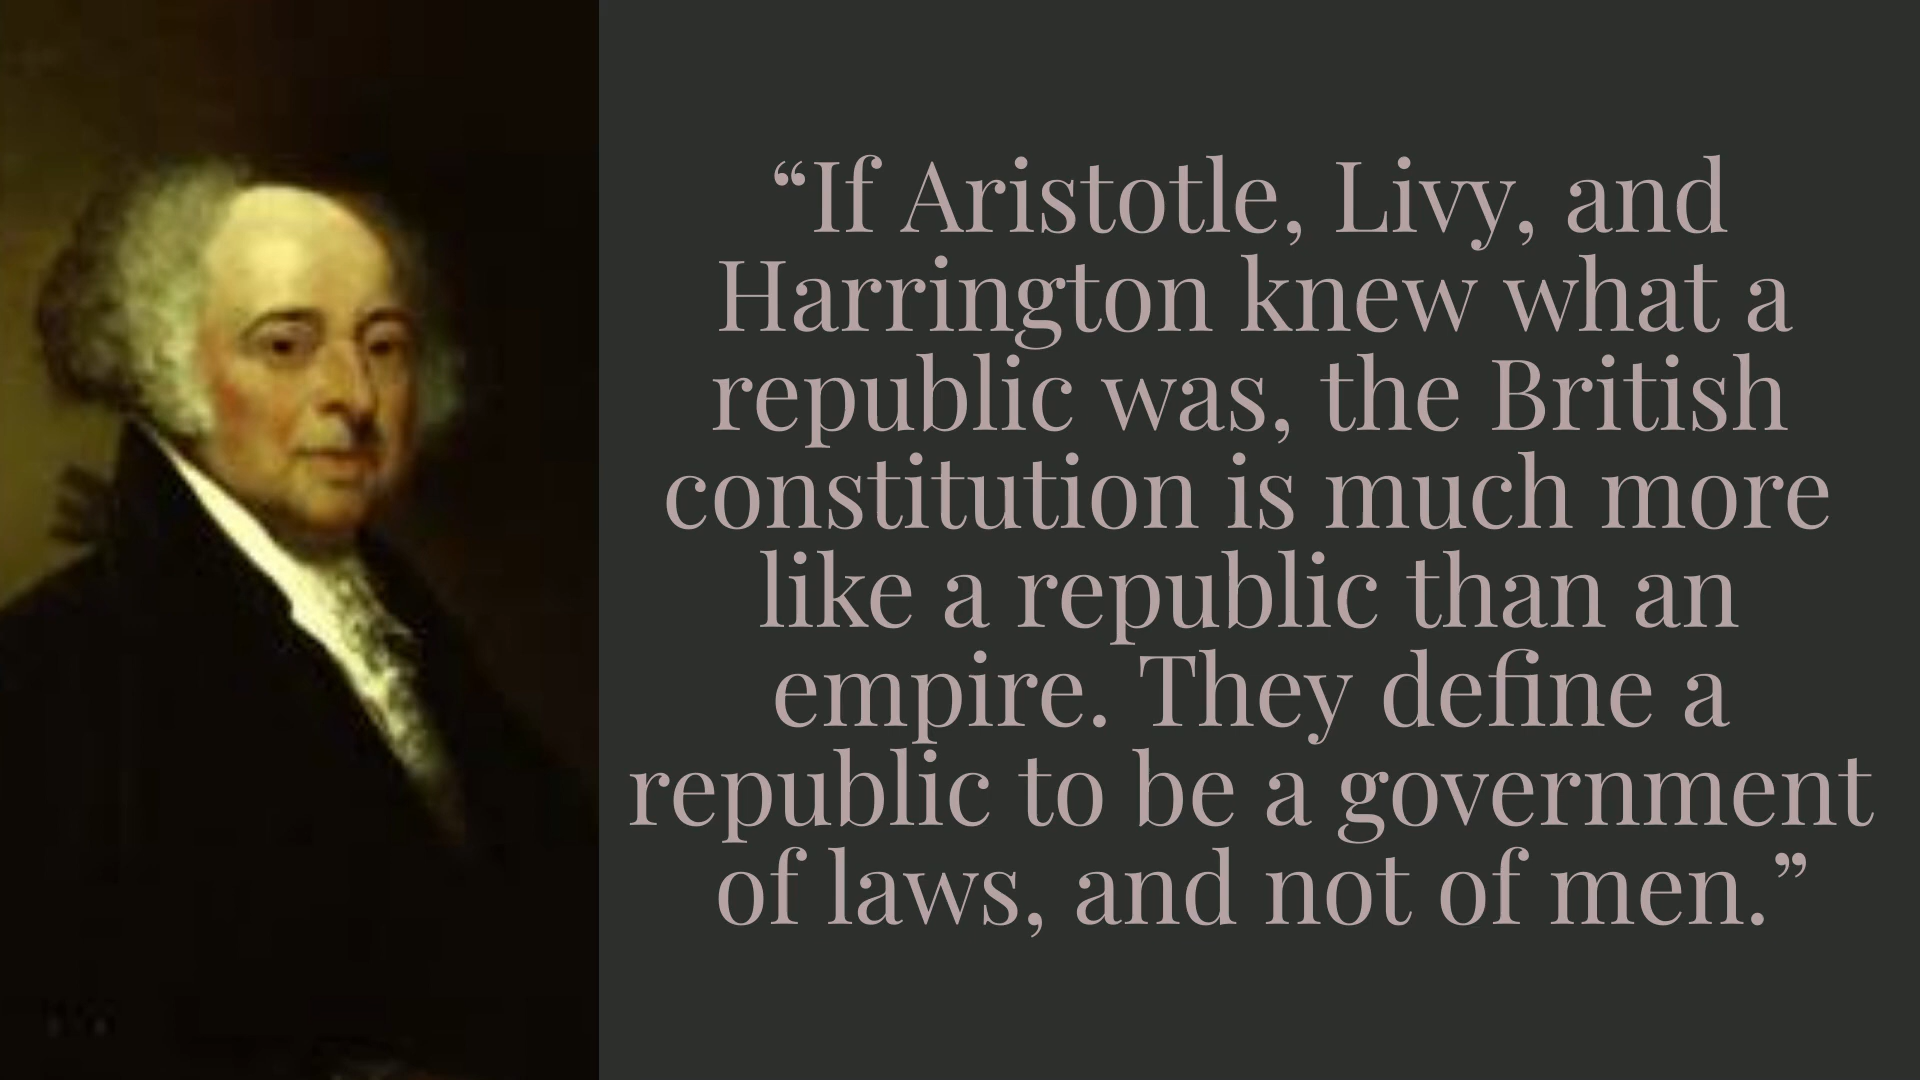 “If Aristotle, Livy, and
Harrington knew what a
republic was, the British
constitution is much more
like a republic than an
empire. They define a
republic to be a government
of laws, and not of men.”